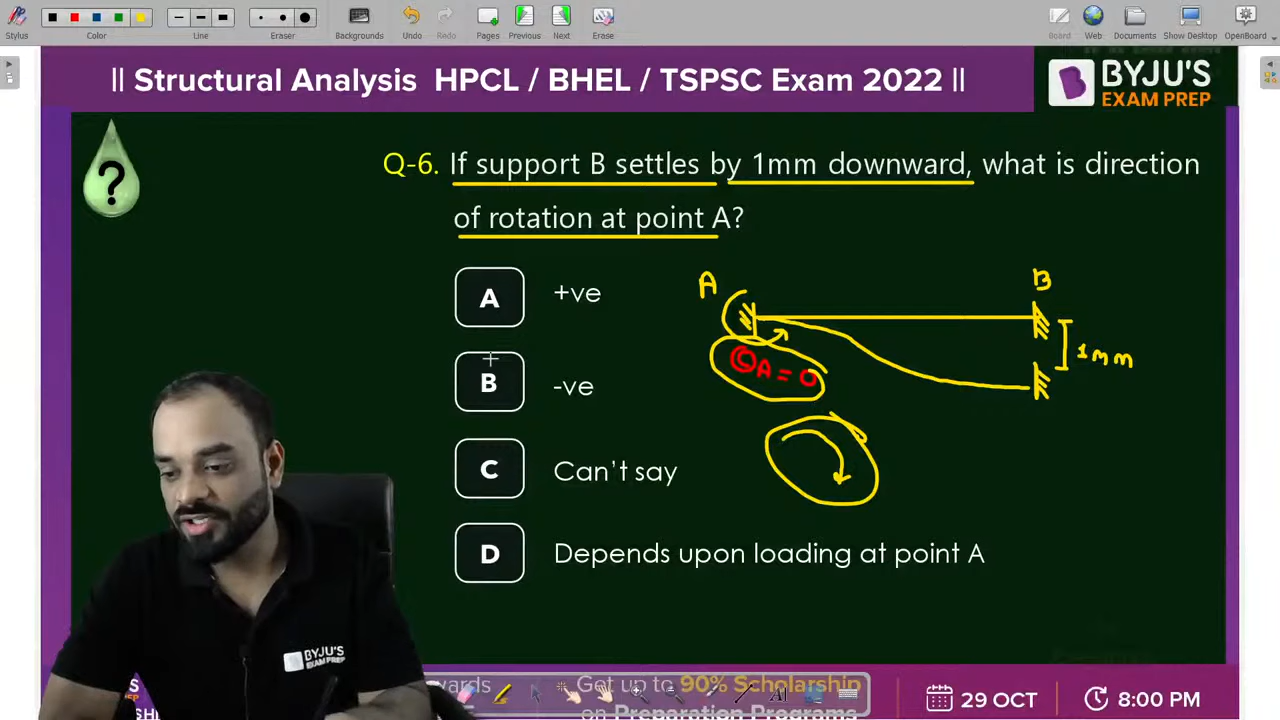 Stylus
Color
Line
Eraser
Backgrounds
Undo
Redo
Pages
Previous
Next
Erase
Board
Web
Documents
Show Desktop
OpenBoard
|| Structural Analysis HPCL / BHEL / TSPSC Exam 2022 ||
BYJU'S
EXAM PREP
?
Q-6. If support B settles by 1mm downward, what is direction
of rotation at point A?
A +ve
B -ve
C Can't say
D Depends upon loading at point A
A
B
1mm
A = 0
BYJU'S
EXAM PREP
wards
Get up to 90% Scholarship
on Preparation Programs
29 OCT
8:00 PM